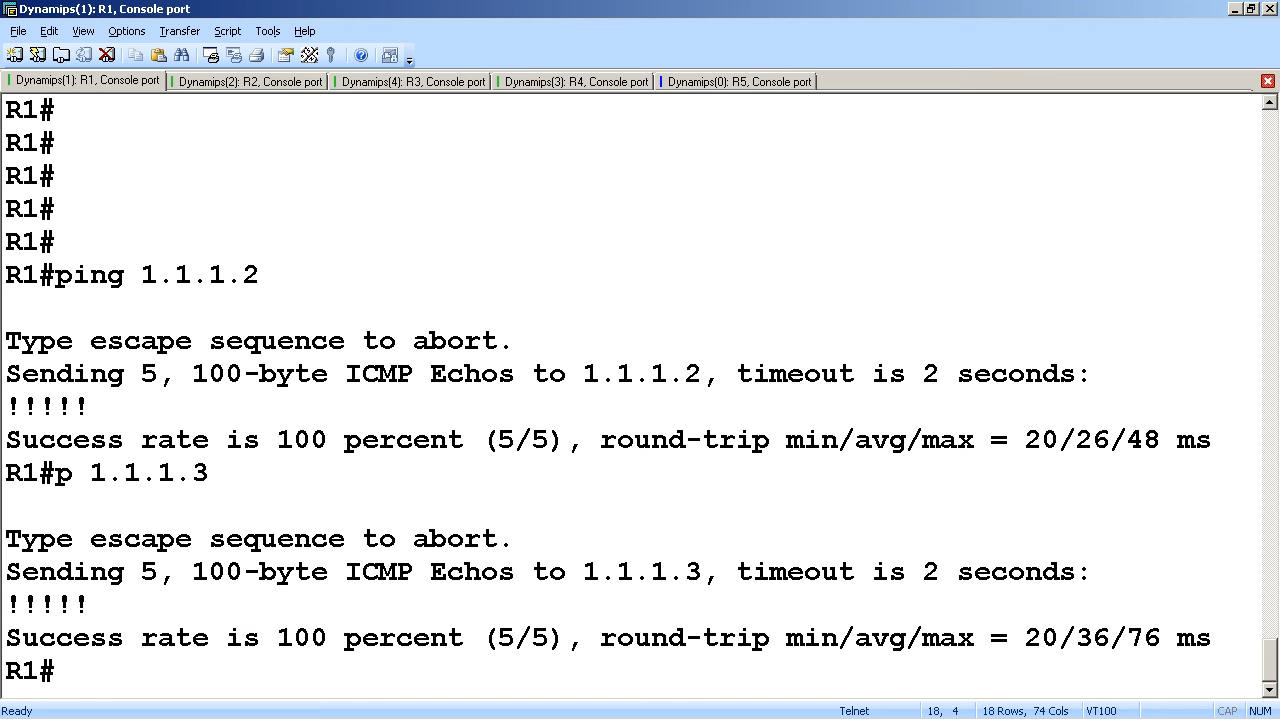 Dynamips(1): R1, Console port
File Edit View Options Transfer Script Tools Help
Dynamips(1): R1, Console port Dynamips(2): R2, Console port Dynamips(4): R3, Console port Dynamips(3): R4, Console port Dynamips(0): R5, Console port
R1#
R1#
R1#
R1#
R1#
R1#ping 1.1.1.2
Type escape sequence to abort.
Sending 5, 100-byte ICMP Echos to 1.1.1.2, timeout is 2 seconds:
!!!!!
Success rate is 100 percent (5/5), round-trip min/avg/max = 20/26/48 ms
R1#p 1.1.1.3
Type escape sequence to abort.
Sending 5, 100-byte ICMP Echos to 1.1.1.3, timeout is 2 seconds:
!!!!!
Success rate is 100 percent (5/5), round-trip min/avg/max = 20/36/76 ms
R1#
Ready Telnet 18, 4 18 Rows, 74 Cols VT100 CAP NUM